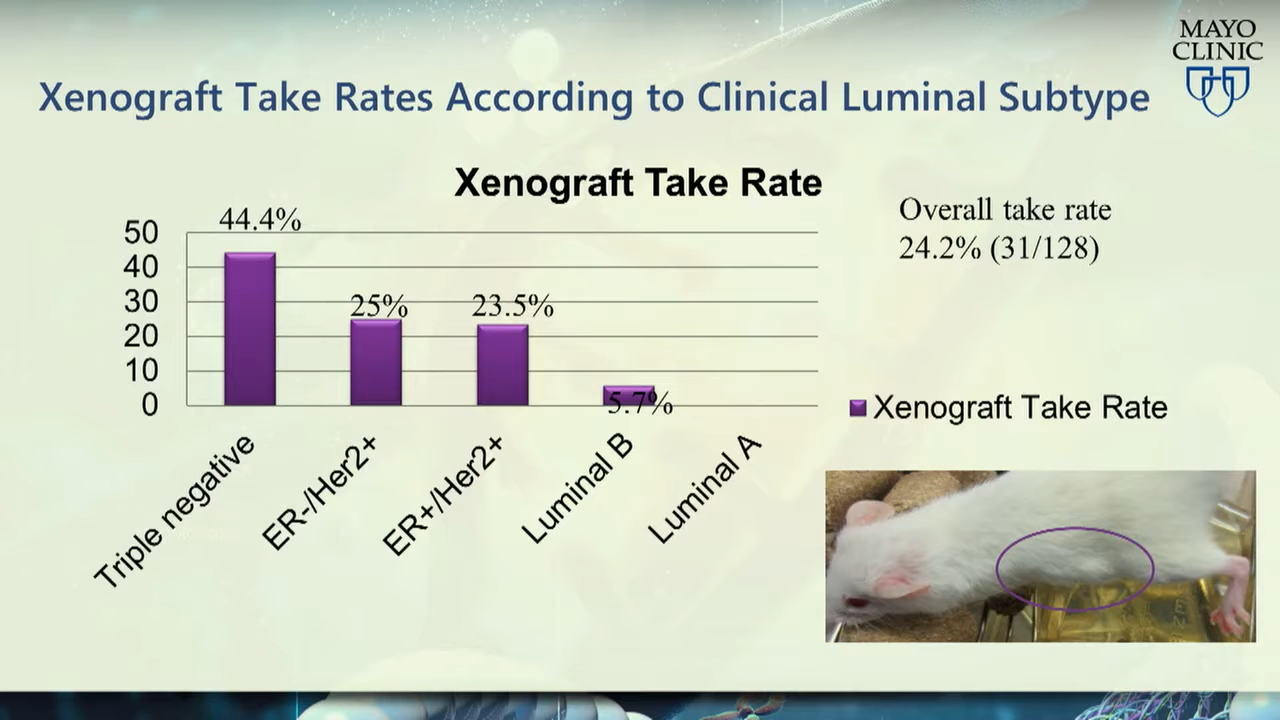 MAYO
CLINIC
Xenograft Take Rates According to Clinical Luminal Subtype
Xenograft Take Rate
Overall take rate
24.2% (31/128)
50
40
30
20
10
0
44.4%
25%
23.5%
5.7%
Triple negative
ER-/Her2+
ER+/Her2+
Luminal B
Luminal A
Xenograft Take Rate